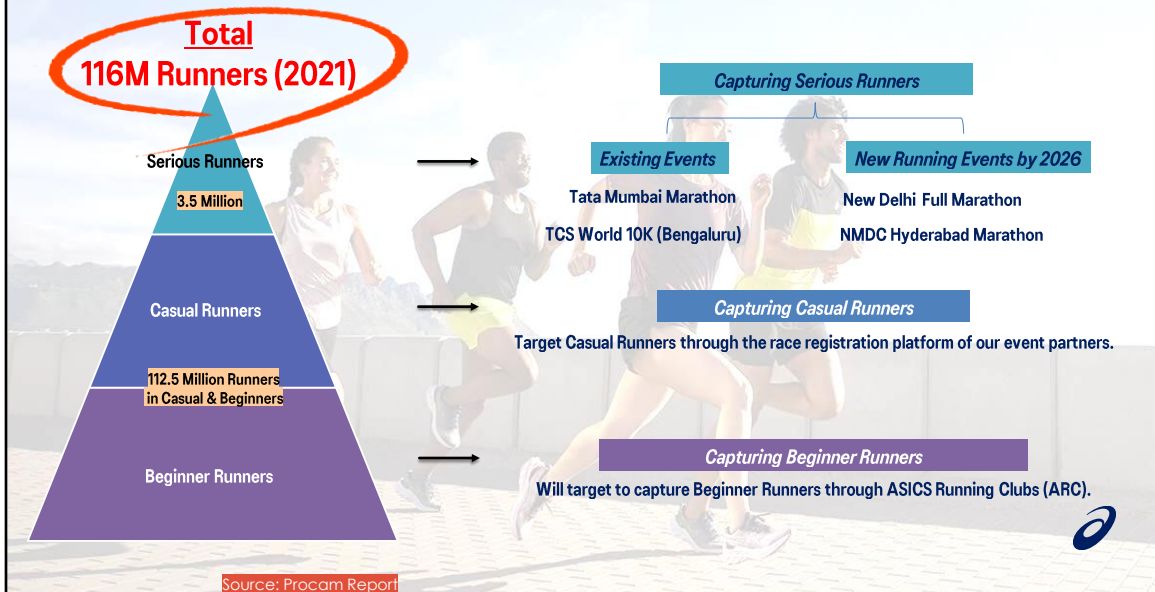 Total
116M Runners (2021)
Serious Runners
3.5 Million
Casual Runners
112.5 Million Runners
in Casual & Beginners
Beginner Runners
Source: Procam Report
Capturing Serious Runners
Existing Events
Tata Mumbai Marathon
TCS World 10K (Bengaluru)
New Running Events by 2026
New Delhi Full Marathon
NMDC Hyderabad Marathon
Capturing Casual Runners
Target Casual Runners through the race registration platform of our event partners.
Capturing Beginner Runners
Will target to capture Beginner Runners through ASICS Running Clubs (ARC).